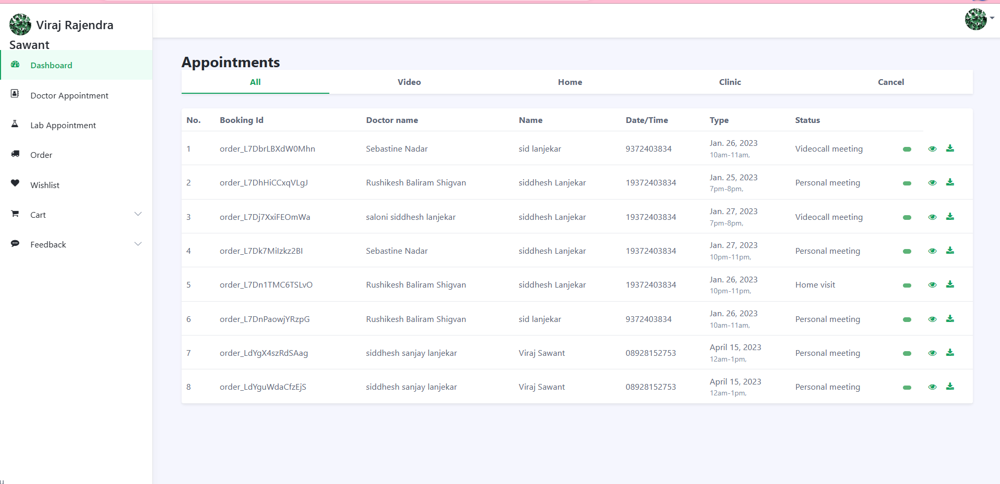 Viraj Rajendra
Sawant
Dashboard
Doctor Appointment
Lab Appointment
Order
Wishlist
Cart
Feedback
Appointments
All Video Home Clinic Cancel
No. Booking Id Doctor name Name Date/Time Type Status
1 order_L7DbrLBXdW0Mhn Sebastine Nadar sid lanjekar 9372403834 Jan. 26, 2023 Videocall meeting
10am-11am,
2 order_L7DhHiCCxqVLgJ Rushikesh Baliram Shigvan siddhesh Lanjekar 19372403834 Jan. 25, 2023 Personal meeting
7pm-8pm,
3 order_L7Dj7XxiFEOmWa saloni siddhesh lanjekar siddhesh Lanjekar 19372403834 Jan. 27, 2023 Videocall meeting
7pm-8pm,
4 order_L7Dk7MiIzkz2BI Sebastine Nadar siddhesh Lanjekar 19372403834 Jan. 27, 2023 Personal meeting
10pm-11pm,
5 order_L7Dn1TMC6TSLvO Rushikesh Baliram Shigvan siddhesh Lanjekar 19372403834 Jan. 26, 2023 Home visit
10pm-11pm,
6 order_L7DnPaowjYRzpG Rushikesh Baliram Shigvan sid lanjekar 9372403834 Jan. 26, 2023 Personal meeting
10am-11am,
7 order_LdYgX4szRdSAag siddhesh sanjay lanjekar Viraj Sawant 08928152753 April 15, 2023 Personal meeting
12am-1pm,
8 order_LdYguWdaCfzEjS siddhesh sanjay lanjekar Viraj Sawant 08928152753 April 15, 2023 Personal meeting
12am-1pm,